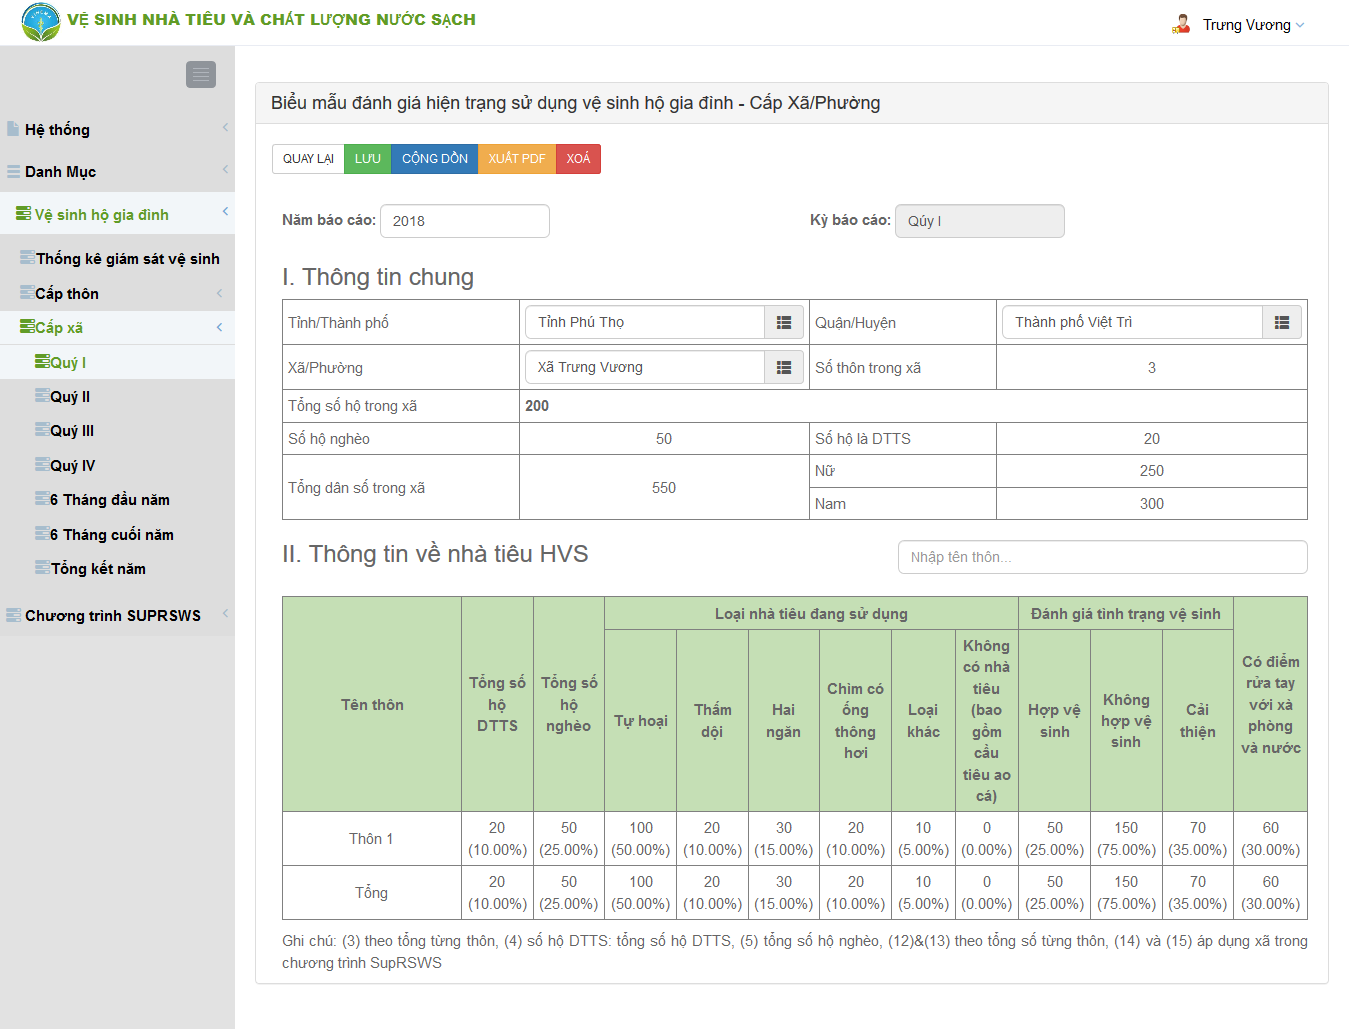 VỆ SINH NHÀ TIÊU VÀ CHẤT LƯỢNG NƯỚC SẠCH
Trưng Vương
Hệ thống
Danh Mục
Vệ sinh hộ gia đình
Thống kê giám sát vệ sinh
Cấp thôn
Cấp xã
Quý I
Quý II
Quý III
Quý IV
6 Tháng đầu năm
6 Tháng cuối năm
Tổng kết năm
Chương trình SUPRSWS
Biểu mẫu đánh giá hiện trạng sử dụng vệ sinh hộ gia đình - Cấp Xã/Phường
QUAY LẠI LƯU CỘNG DỒN XUẤT PDF XOÁ
Năm báo cáo: 2018 Kỳ báo cáo: Qúy I
I. Thông tin chung
Tỉnh/Thành phố Tỉnh Phú Thọ Quận/Huyện Thành phố Việt Trì
Xã/Phường Xã Trưng Vương Số thôn trong xã 3
Tổng số hộ trong xã 200
Số hộ nghèo 50 Số hộ là DTTS 20
Tổng dân số trong xã 550
Nữ 250
Nam 300
II. Thông tin về nhà tiêu HVS
Nhập tên thôn...
Tên thôn
Tổng số
hộ
DTTS
Tổng số
hộ
nghèo
Loại nhà tiêu đang sử dụng
Tự hoại
Thấm
dội
Hai
ngăn
Chìm có
ống
thông
hơi
Loại
khác
Không
có nhà
tiêu
(bao
gồm
cầu
tiêu ao
cá)
Đánh giá tình trạng vệ sinh
Hợp vệ
sinh
Không
hợp vệ
sinh
Cải
thiện
Có điểm
rửa tay
với xà
phòng
và nước
Thôn 1
20 50 100 20 30 20 10 0 50 150 70 60
(10.00%) (25.00%) (50.00%) (10.00%) (15.00%) (10.00%) (5.00%) (0.00%) (25.00%) (75.00%) (35.00%) (30.00%)
Tổng
20 50 100 20 30 20 10 0 50 150 70 60
(10.00%) (25.00%) (50.00%) (10.00%) (15.00%) (10.00%) (5.00%) (0.00%) (25.00%) (75.00%) (35.00%) (30.00%)
Ghi chú: (3) theo tổng từng thôn, (4) số hộ DTTS: tổng số hộ DTTS, (5) tổng số hộ nghèo, (12)&(13) theo tổng số từng thôn, (14) và (15) áp dụng xã trong
chương trình SupRSWS